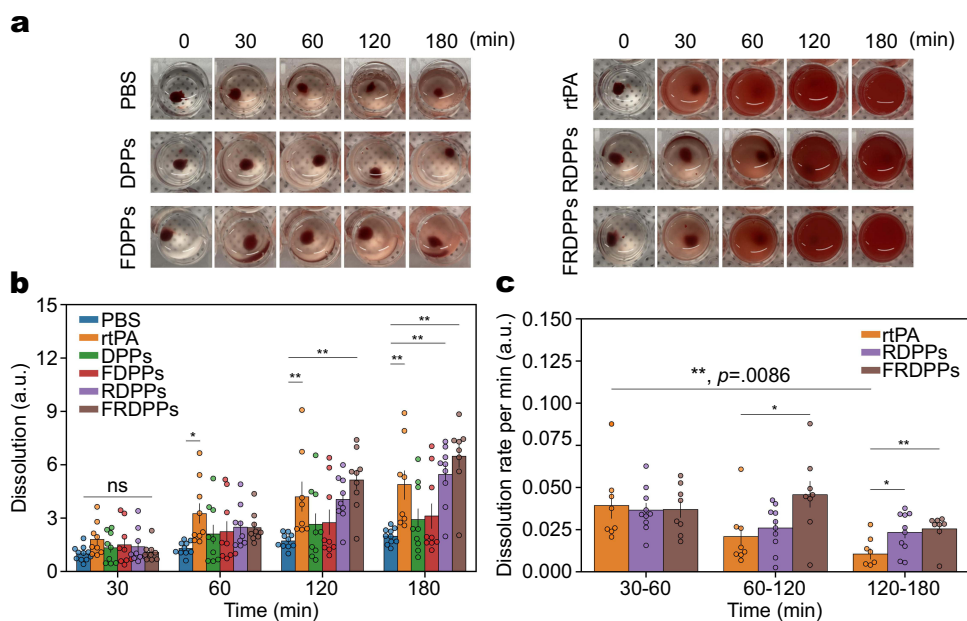 a
0 30 60 120 180 (min)
PBS
DPPs
FDPPs
0 30 60 120 180 (min)
rtPA
RDPPs
FRDPPs
b
Dissolution (a.u.)
15
12
9
6
3
0
PBS
rtPA
DPPs
FDPPs
RDPPs
FRDPPs
ns
*
**
**
**
**
**
30 60 120 180
Time (min)
c
Dissolution rate per min (a.u.)
0.150
0.125
0.100
0.075
0.050
0.025
0.000
rtPA
RDPPs
FRDPPs
**, p=.0086
*
**
*
30-60 60-120 120-180
Time (min)